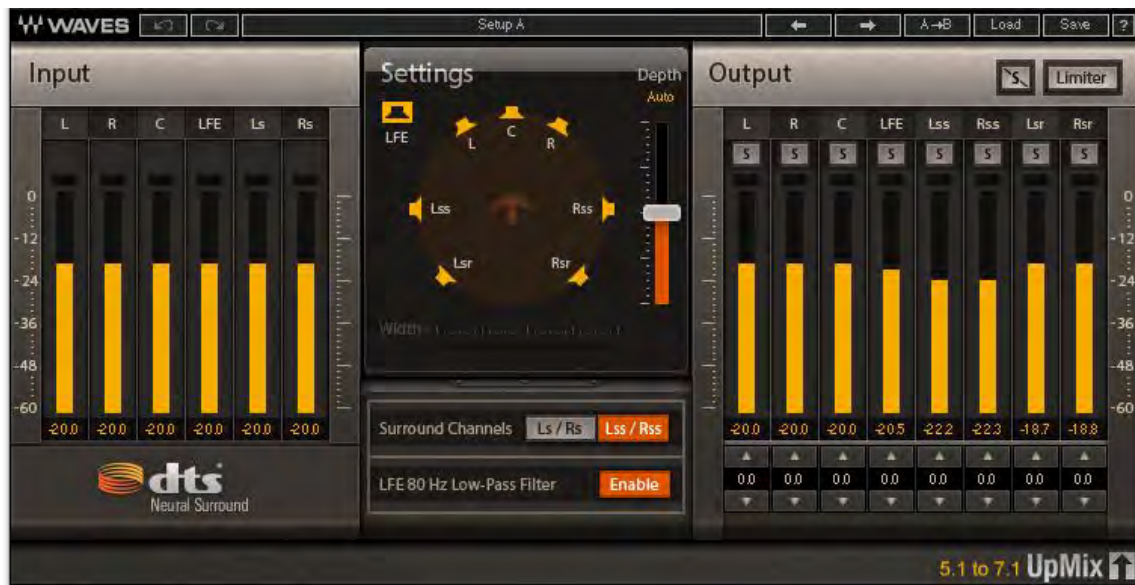 WAVES Setup A A→B Load Save ?
Input
L R C LFE Ls Rs
0
-12
-24
-36
-48
-60
-20.0 -20.0 -20.0 -20.0 -20.0 -20.0
dts
Neural Surround
Settings
Depth
Auto
LFE
L C R
Lss Rss
Lsr Rsr
Width
Surround Channels Ls / Rs Lss / Rss
LFE 80 Hz Low-Pass Filter Enable
Output S Limiter
L R C LFE Lss Rss Lsr Rsr
S S S S S S S S
0
-12
-24
-36
-48
-60
-20.0 -20.0 -20.0 -20.5 -22.2 -22.3 -18.7 -18.8
0.0 0.0 0.0 0.0 0.0 0.0 0.0 0.0
5.1 to 7.1 UpMix